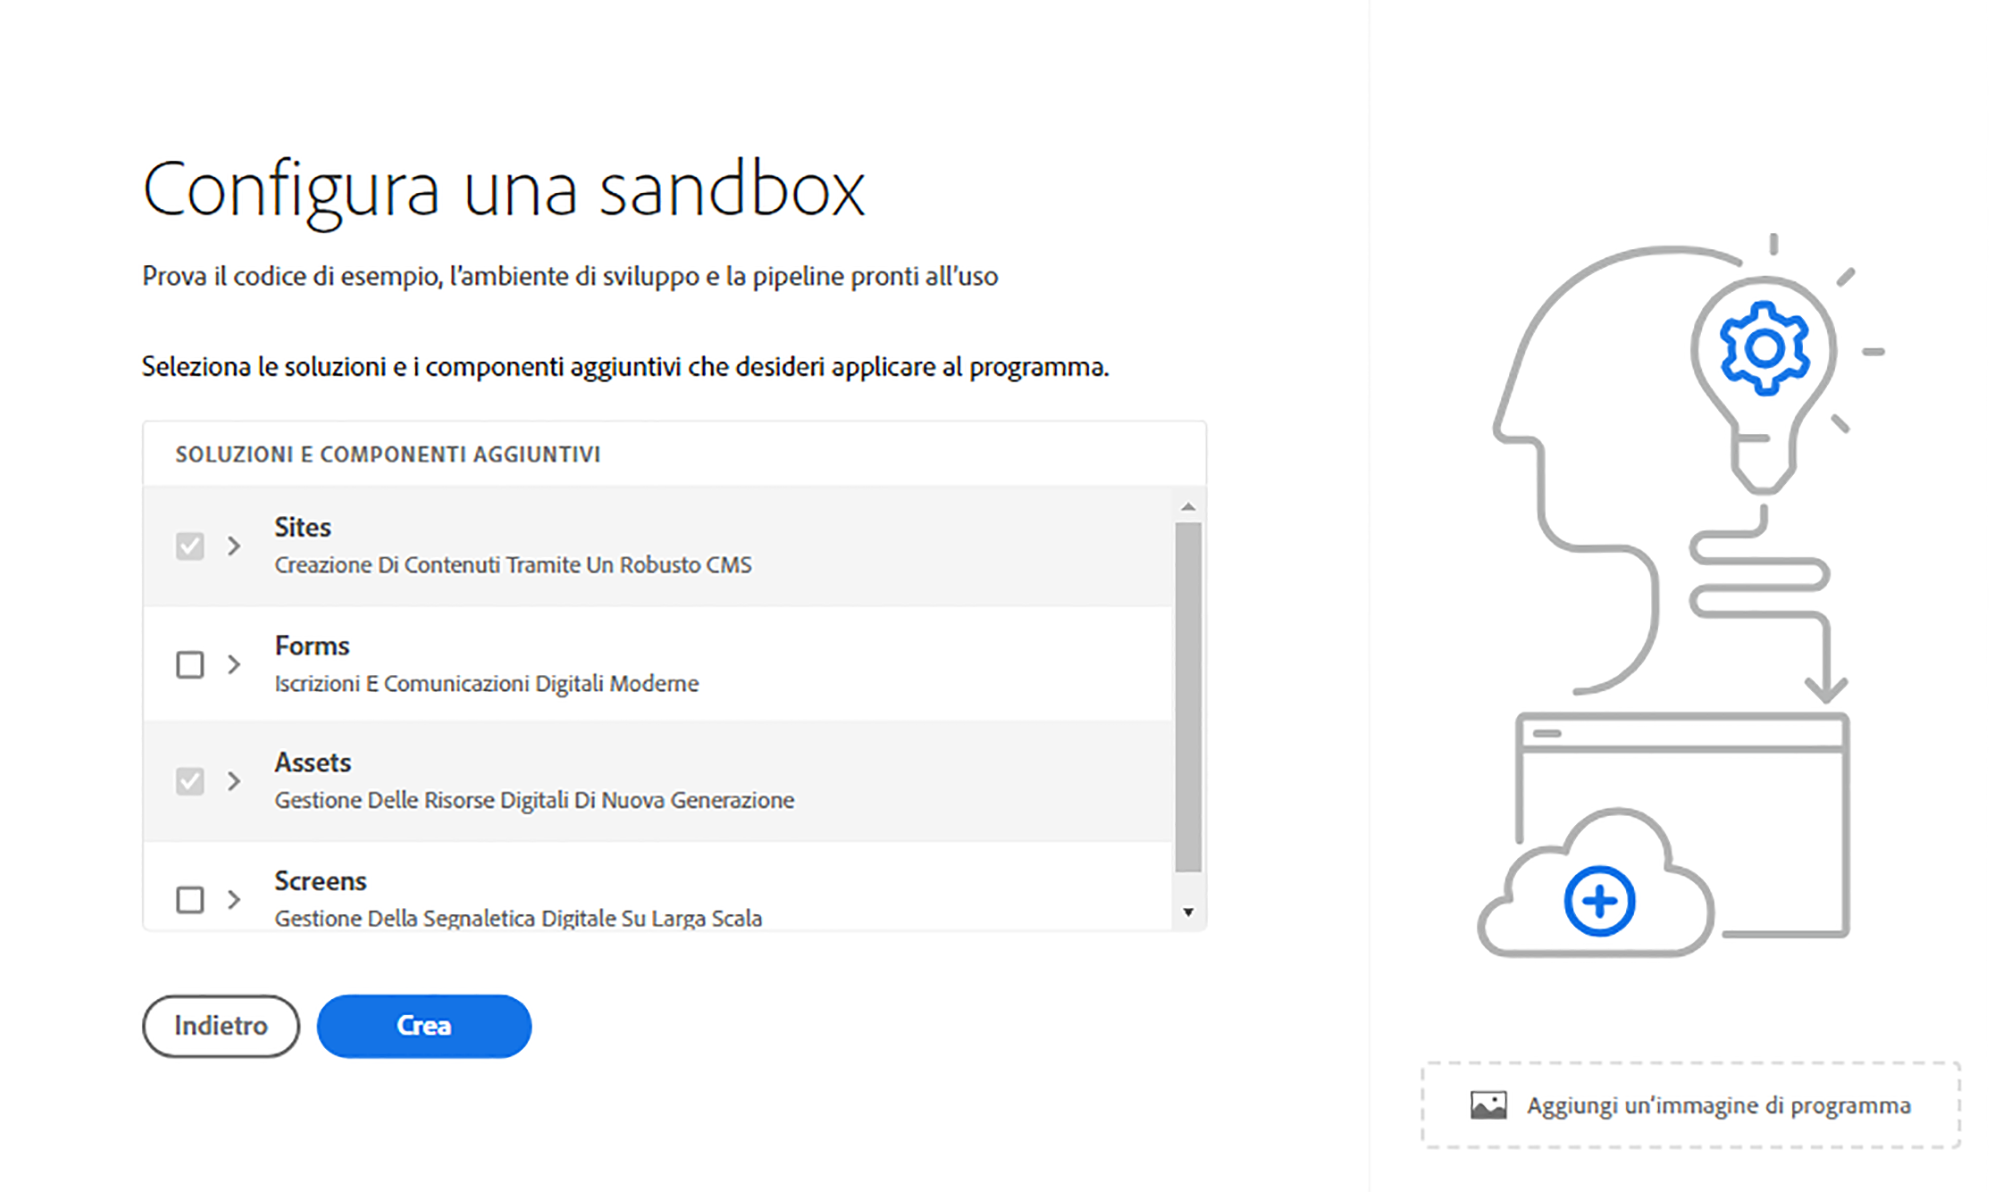 Configura una sandbox
Prova il codice di esempio, l’ambiente di sviluppo e la pipeline pronti all’uso
Seleziona le soluzioni e i componenti aggiuntivi che desideri applicare al programma.
SOLUZIONI E COMPONENTI AGGIUNTIVI
Sites
Creazione Di Contenuti Tramite Un Robusto CMS
Forms
Iscrizioni E Comunicazioni Digitali Moderne
Assets
Gestione Delle Risorse Digitali Di Nuova Generazione
Screens
Gestione Della Segnaletica Digitale Su Larga Scala
Indietro
Crea
Aggiungi un’immagine di programma